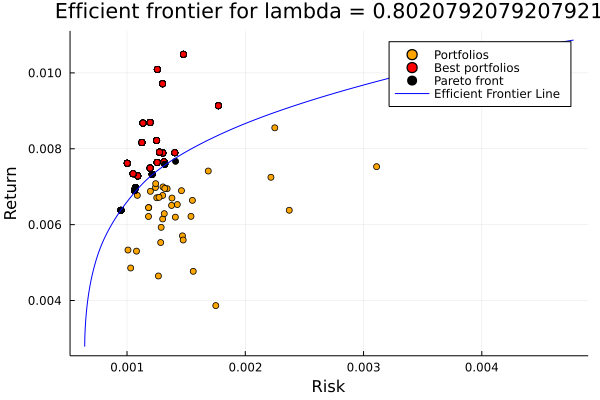 Efficient frontier for lambda = 0.8020792079207921
Portfolios
Best portfolios
Pareto front
Efficient Frontier Line
Return
0.010
0.008
0.006
0.004
0.001
0.002
0.003
0.004
Risk